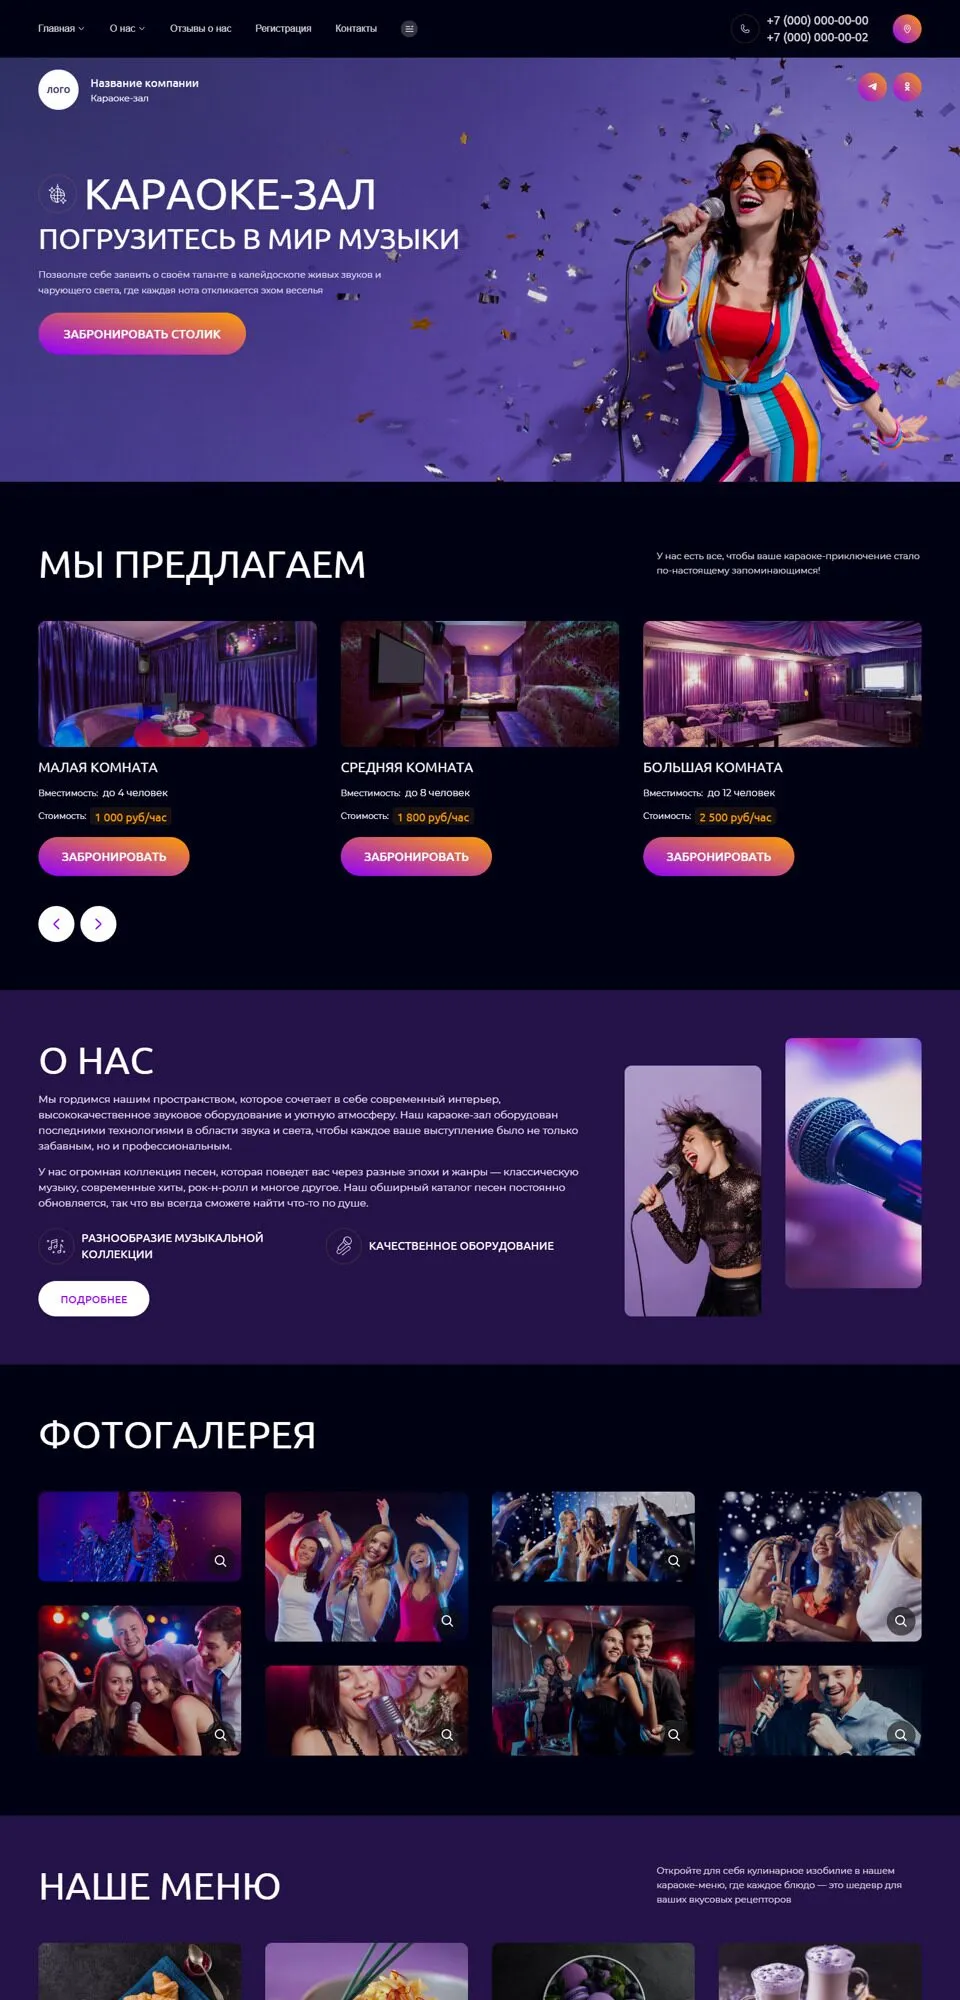 Главная О нас Отзывы о нас Регистрация Контакты
+7 (000) 000-00-00
+7 (000) 000-00-02
ЛОГО
Название компании
Караоке-зал
КАРАОКЕ-ЗАЛ
ПОГРУЗИТЕСЬ В МИР МУЗЫКИ
Позвольте себе заявить о своём таланте в калейдоскопе живых звуков и
чарующего света, где каждая нота откликается эхом веселья
ЗАБРОНИРОВАТЬ СТОЛИК
МЫ ПРЕДЛАГАЕМ
У нас есть все, чтобы ваше караоке-приключение стало
по-настоящему запоминающимся!
МАЛАЯ КОМНАТА
Вместимость: до 4 человек
Стоимость: 1 000 руб/час
ЗАБРОНИРОВАТЬ
СРЕДНЯЯ КОМНАТА
Вместимость: до 8 человек
Стоимость: 1 800 руб/час
ЗАБРОНИРОВАТЬ
БОЛЬШАЯ КОМНАТА
Вместимость: до 12 человек
Стоимость: 2 500 руб/час
ЗАБРОНИРОВАТЬ
О НАС
Мы гордимся нашим пространством, которое сочетает в себе современный интерьер,
высококачественное звуковое оборудование и уютную атмосферу. Наш караоке-зал оборудован
последними технологиями в области звука и света, чтобы каждое ваше выступление было не только
забавным, но и профессиональным.
У нас огромная коллекция песен, которая поведет вас через разные эпохи и жанры — классическую
музыку, современные хиты, рок-н-ролл и многое другое. Наш обширный каталог песен постоянно
обновляется, так что вы всегда сможете найти что-то по душе.
РАЗНООБРАЗИЕ МУЗЫКАЛЬНОЙ
КОЛЛЕКЦИИ
КАЧЕСТВЕННОЕ ОБОРУДОВАНИЕ
ПОДРОБНЕЕ
ФОТОГАЛЕРЕЯ
НАШЕ МЕНЮ
Откройте для себя кулинарное изобилие в нашем
караоке-меню, где каждое блюдо — это шедевр для
ваших вкусовых рецепторов